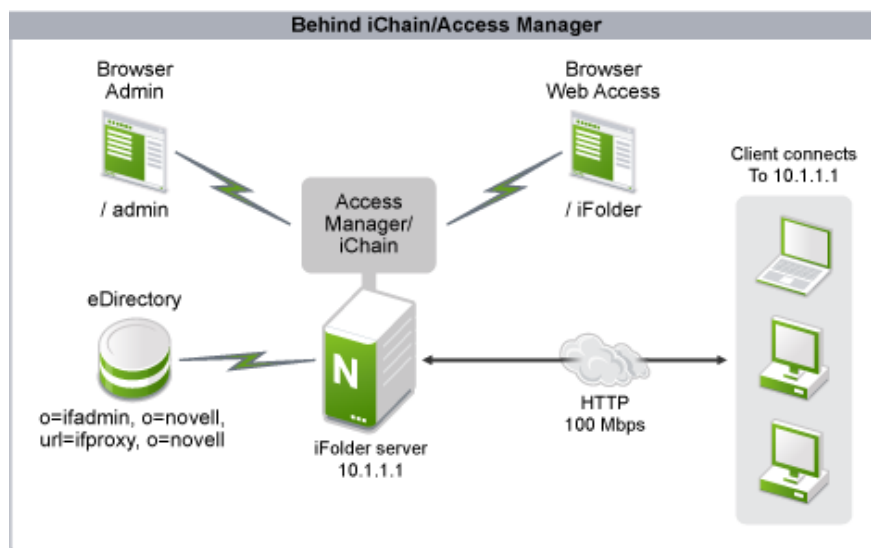 Behind iChain/Access Manager
Browser
Admin
/ admin
Browser
Web Access
/ iFolder
Access
Manager/
iChain
Client connects
To 10.1.1.1
eDirectory
o=ifadmin, o=novell,
url=ifproxy, o=novell
N
iFolder server
10.1.1.1
HTTP
100 Mbps